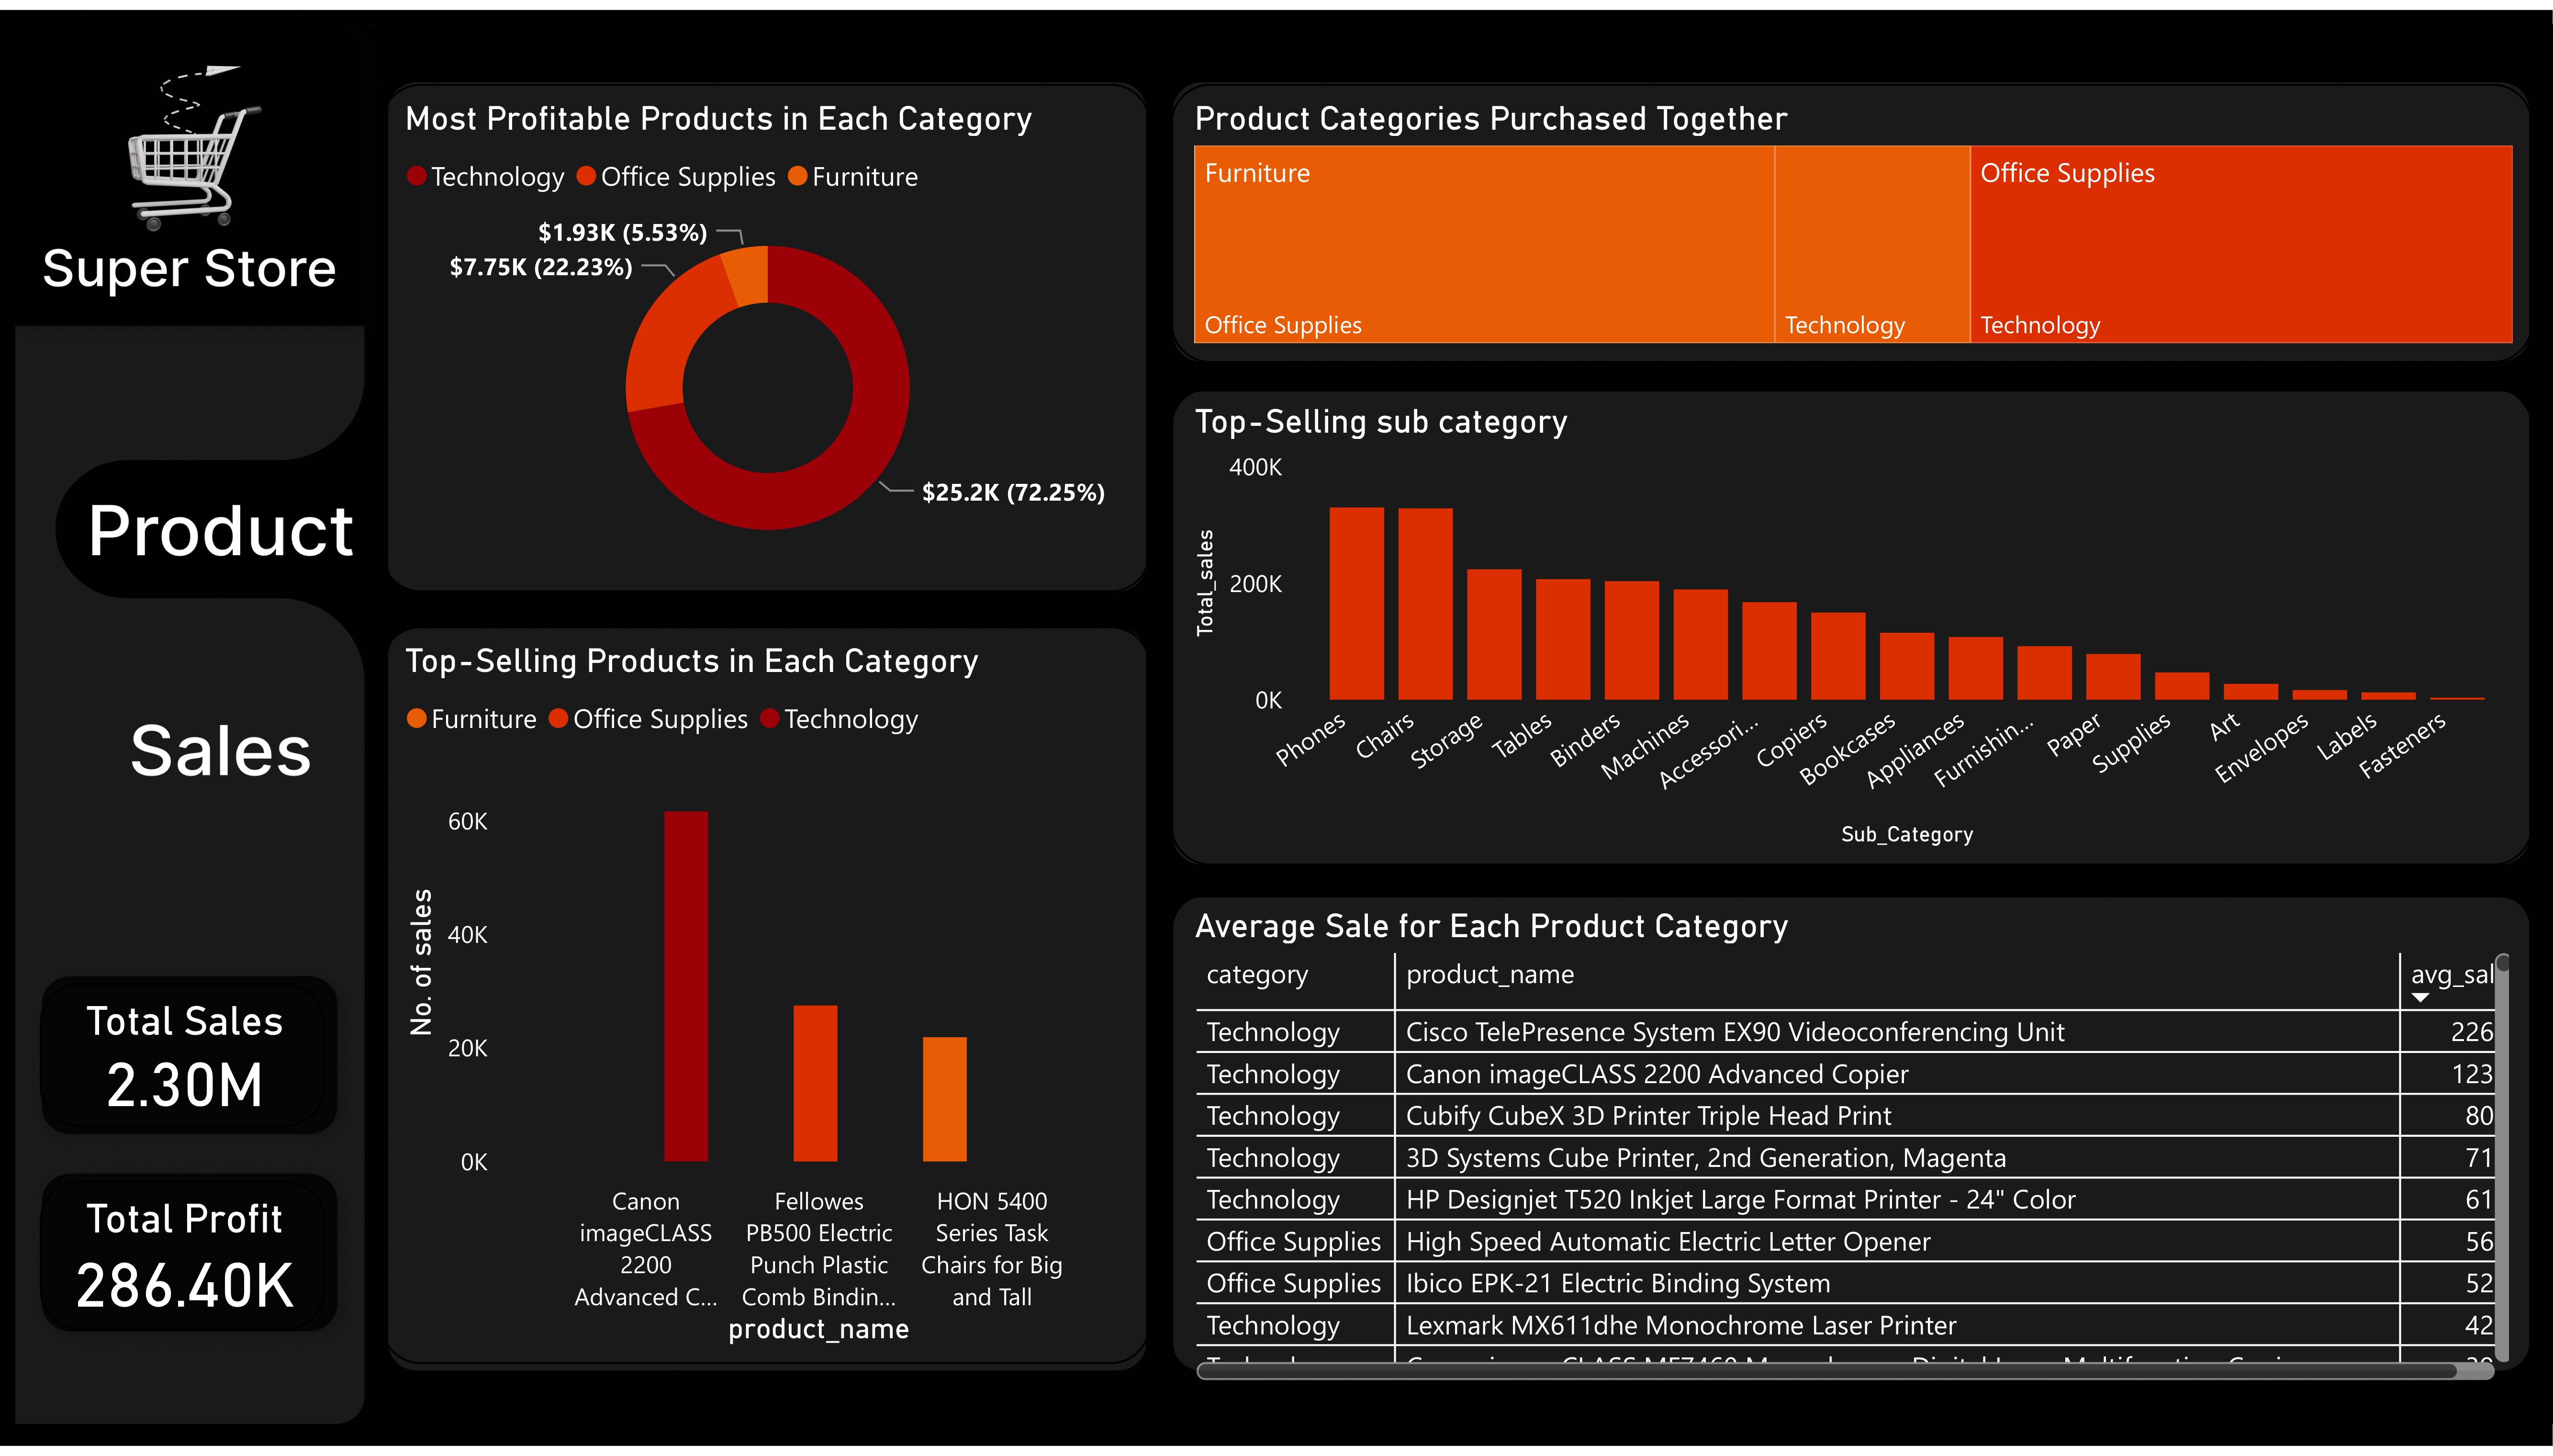 Super Store
Product
Sales
Total Sales
2.30M
Total Profit
286.40K
Most Profitable Products in Each Category
Technology Office Supplies Furniture
$1.93K (5.53%)
$7.75K (22.23%)
$25.2K (72.25%)
Top-Selling Products in Each Category
Furniture Office Supplies Technology
No. of sales
60K
40K
20K
0K
Canon
imageCLASS
2200
Advanced C...
Fellowes
PB500 Electric
Punch Plastic
Comb Bindin...
HON 5400
Series Task
Chairs for Big
and Tall
product_name
Product Categories Purchased Together
Furniture
Office Supplies
Technology
Office Supplies
Technology
Top-Selling sub category
Total_sales
400K
200K
0K
Phones
Chairs
Storage
Tables
Binders
Machines
Accessori...
Copiers
Bookcases
Appliances
Furnishin...
Paper
Supplies
Art
Envelopes
Labels
Fasteners
Sub_Category
Average Sale for Each Product Category
category product_name avg_sal
Technology Cisco TelePresence System EX90 Videoconferencing Unit 226
Technology Canon imageCLASS 2200 Advanced Copier 123
Technology Cubify CubeX 3D Printer Triple Head Print 80
Technology 3D Systems Cube Printer, 2nd Generation, Magenta 71
Technology HP Designjet T520 Inkjet Large Format Printer - 24" Color 61
Office Supplies High Speed Automatic Electric Letter Opener 56
Office Supplies Ibico EPK-21 Electric Binding System 52
Technology Lexmark MX611dhe Monochrome Laser Printer 42